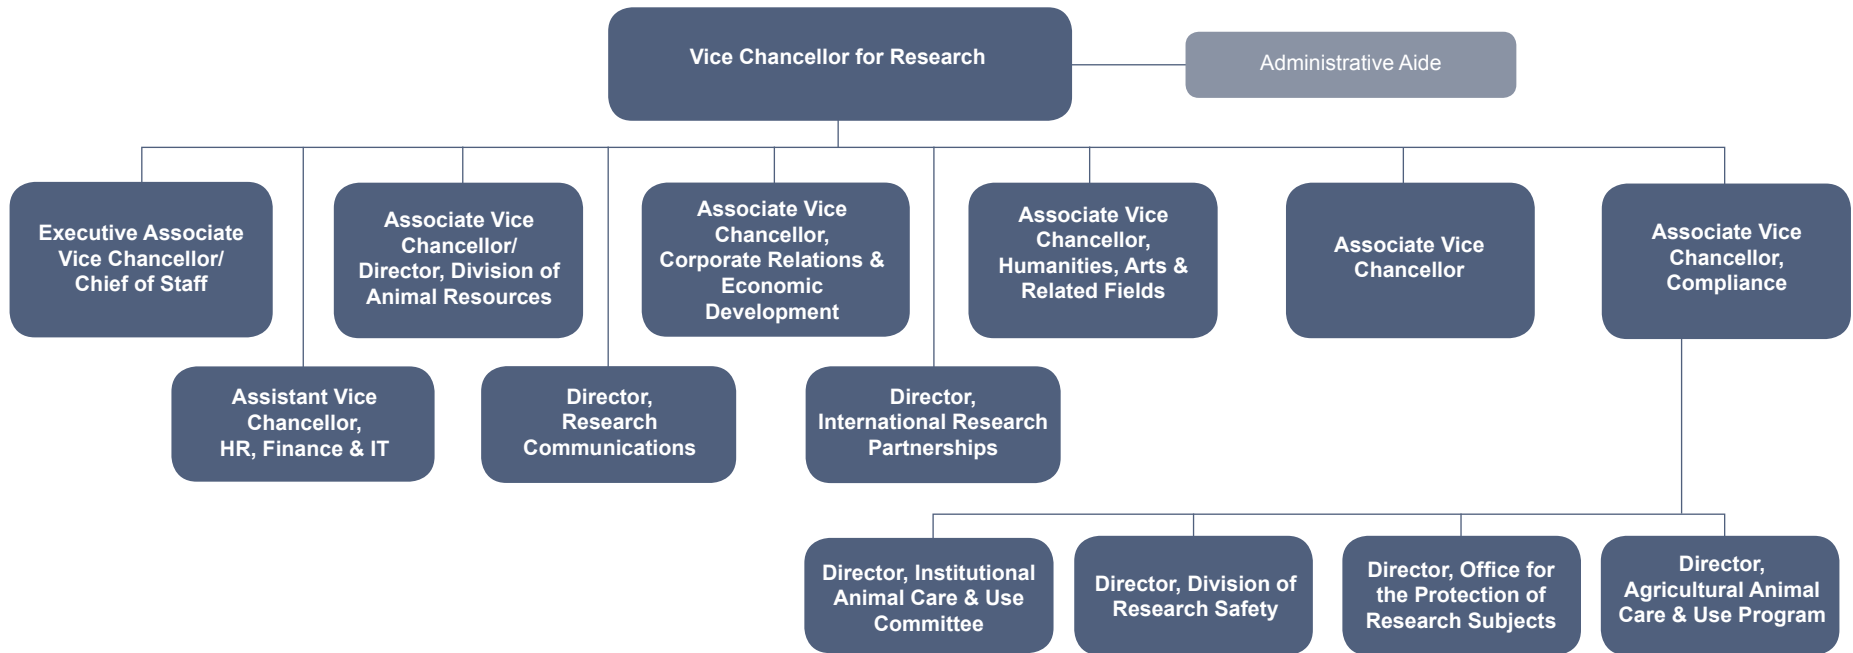 Vice Chancellor for Research
Administrative Aide
Executive Associate
Vice Chancellor/
Chief of Staff
Associate Vice
Chancellor/
Director, Division of
Animal Resources
Associate Vice
Chancellor,
Corporate Relations &
Economic
Development
Associate Vice
Chancellor,
Humanities, Arts &
Related Fields
Associate Vice
Chancellor
Associate Vice
Chancellor,
Compliance
Assistant Vice
Chancellor,
HR, Finance & IT
Director,
Research
Communications
Director,
International Research
Partnerships
Director, Institutional
Animal Care & Use
Committee
Director, Division of
Research Safety
Director, Office for
the Protection of
Research Subjects
Director,
Agricultural Animal
Care & Use Program